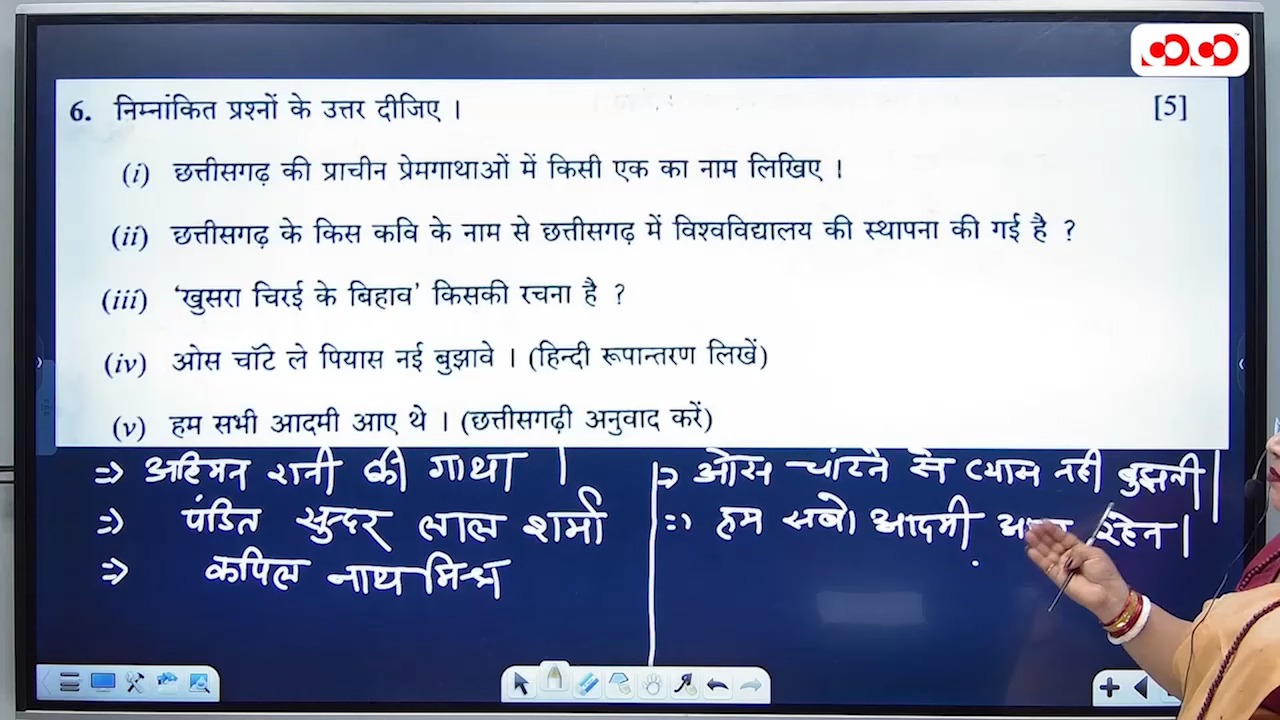 6. निम्नांकित प्रश्नों के उत्तर दीजिए । [5]
(i) छत्तीसगढ़ की प्राचीन प्रेमगाथाओं में किसी एक का नाम लिखिए ।
(ii) छत्तीसगढ़ के किस कवि के नाम से छत्तीसगढ़ में विश्वविद्यालय की स्थापना की गई है ?
(iii) ‘खुसरा चिरई के बिहाव’ किसकी रचना है ?
(iv) ओस चाॅटे ले पियास नई बुझावे । (हिन्दी रूपान्तरण लिखें)
(v) हम सभी आदमी आए थे । (छत्तीसगढ़ी अनुवाद करें)
=> अहिमन रानी की गाथा ।
=> पंडित सुन्दर लाल शर्मा
=> कपिल नाथ मिश्र
=> ओस चांटने से प्यास नही बुझती|
=> हम सबो आदमी रहेन|